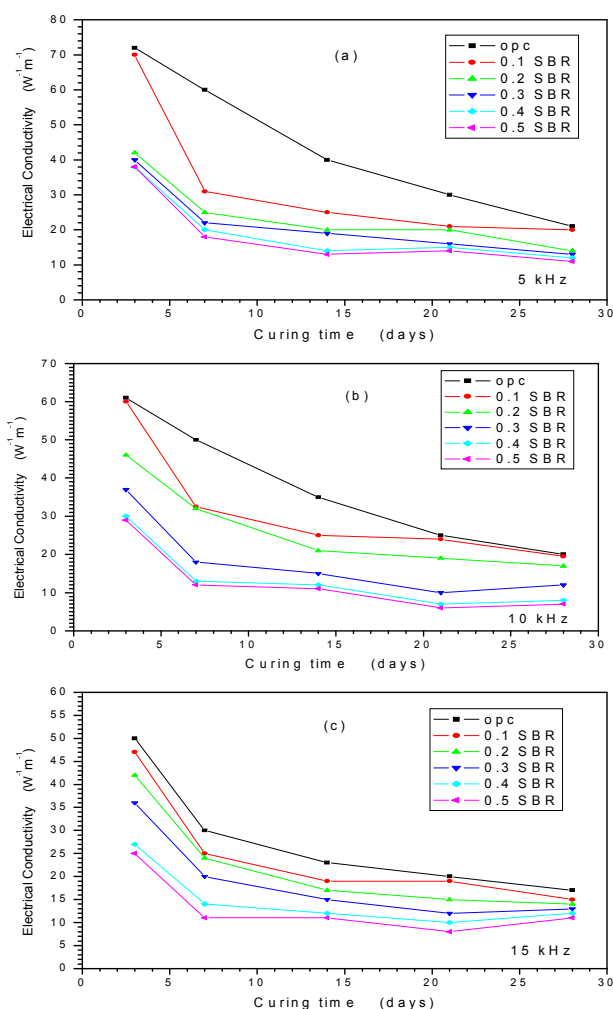 80
70
60
50
40
30
20
10
0
Electrical Conductivity (W⁻¹m⁻¹)
(a)
opc
0.1 SBR
0.2 SBR
0.3 SBR
0.4 SBR
0.5 SBR
5 kHz
0 5 10 15 20 25 30
Curing time (days)
70
60
50
40
30
20
10
0
Electrical Conductivity (W⁻¹m⁻¹)
(b)
opc
0.1 SBR
0.2 SBR
0.3 SBR
0.4 SBR
0.5 SBR
10 kHz
0 5 10 15 20 25 30
Curing time (days)
60
55
50
45
40
35
30
25
20
15
10
5
0
Electrical Conductivity (W⁻¹m⁻¹)
(c)
opc
0.1 SBR
0.2 SBR
0.3 SBR
0.4 SBR
0.5 SBR
15 kHz
0 5 10 15 20 25 30
Curing time (days)